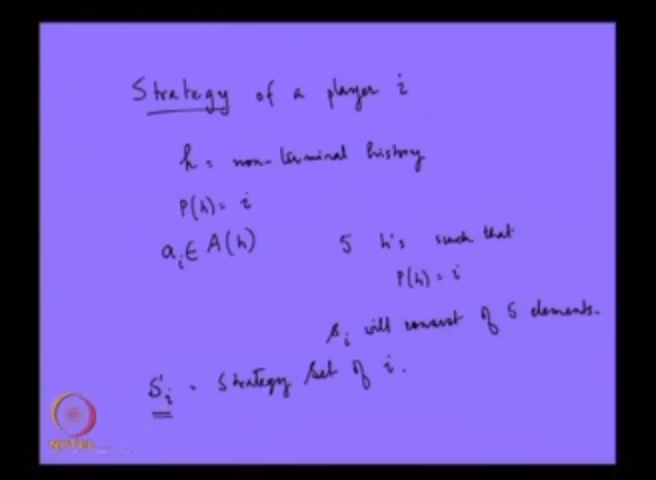 Strategy of a player i
h = non-terminal history
P(h) = i
aᵢ ∈ A(h)
5 h's such that
P(h) = i
sᵢ will consist of 5 elements.
Sᵢ = Strategy set of i.
NPTEL